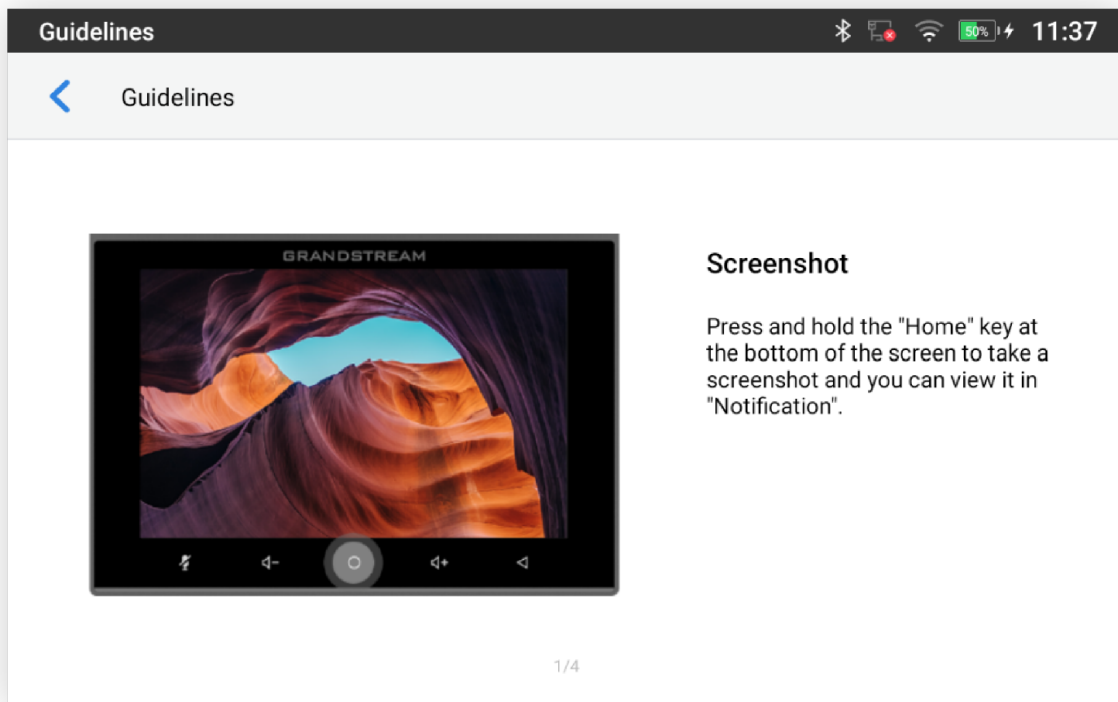 Guidelines
50%
11:37
Guidelines
GRANDSTREAM
Screenshot
Press and hold the "Home" key at
the bottom of the screen to take a
screenshot and you can view it in
"Notification".
1/4